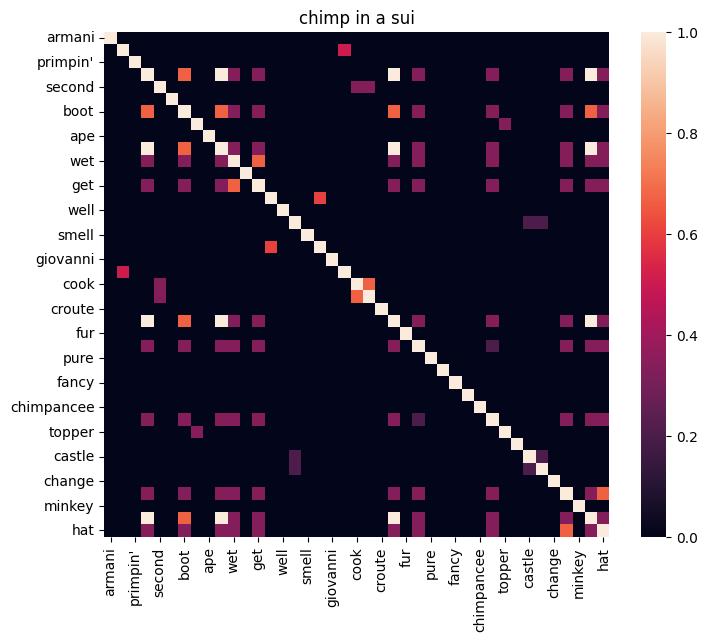 chimp in a sui
armani
primpin'
second
boot
ape
wet
get
well
smell
giovanni
cook
croute
fur
pure
fancy
chimpancee
topper
castle
change
minkey
hat
1.0
0.8
0.6
0.4
0.2
0.0
armani
primpin'
second
boot
ape
wet
get
well
smell
giovanni
cook
croute
fur
pure
fancy
chimpancee
topper
castle
change
minkey
hat